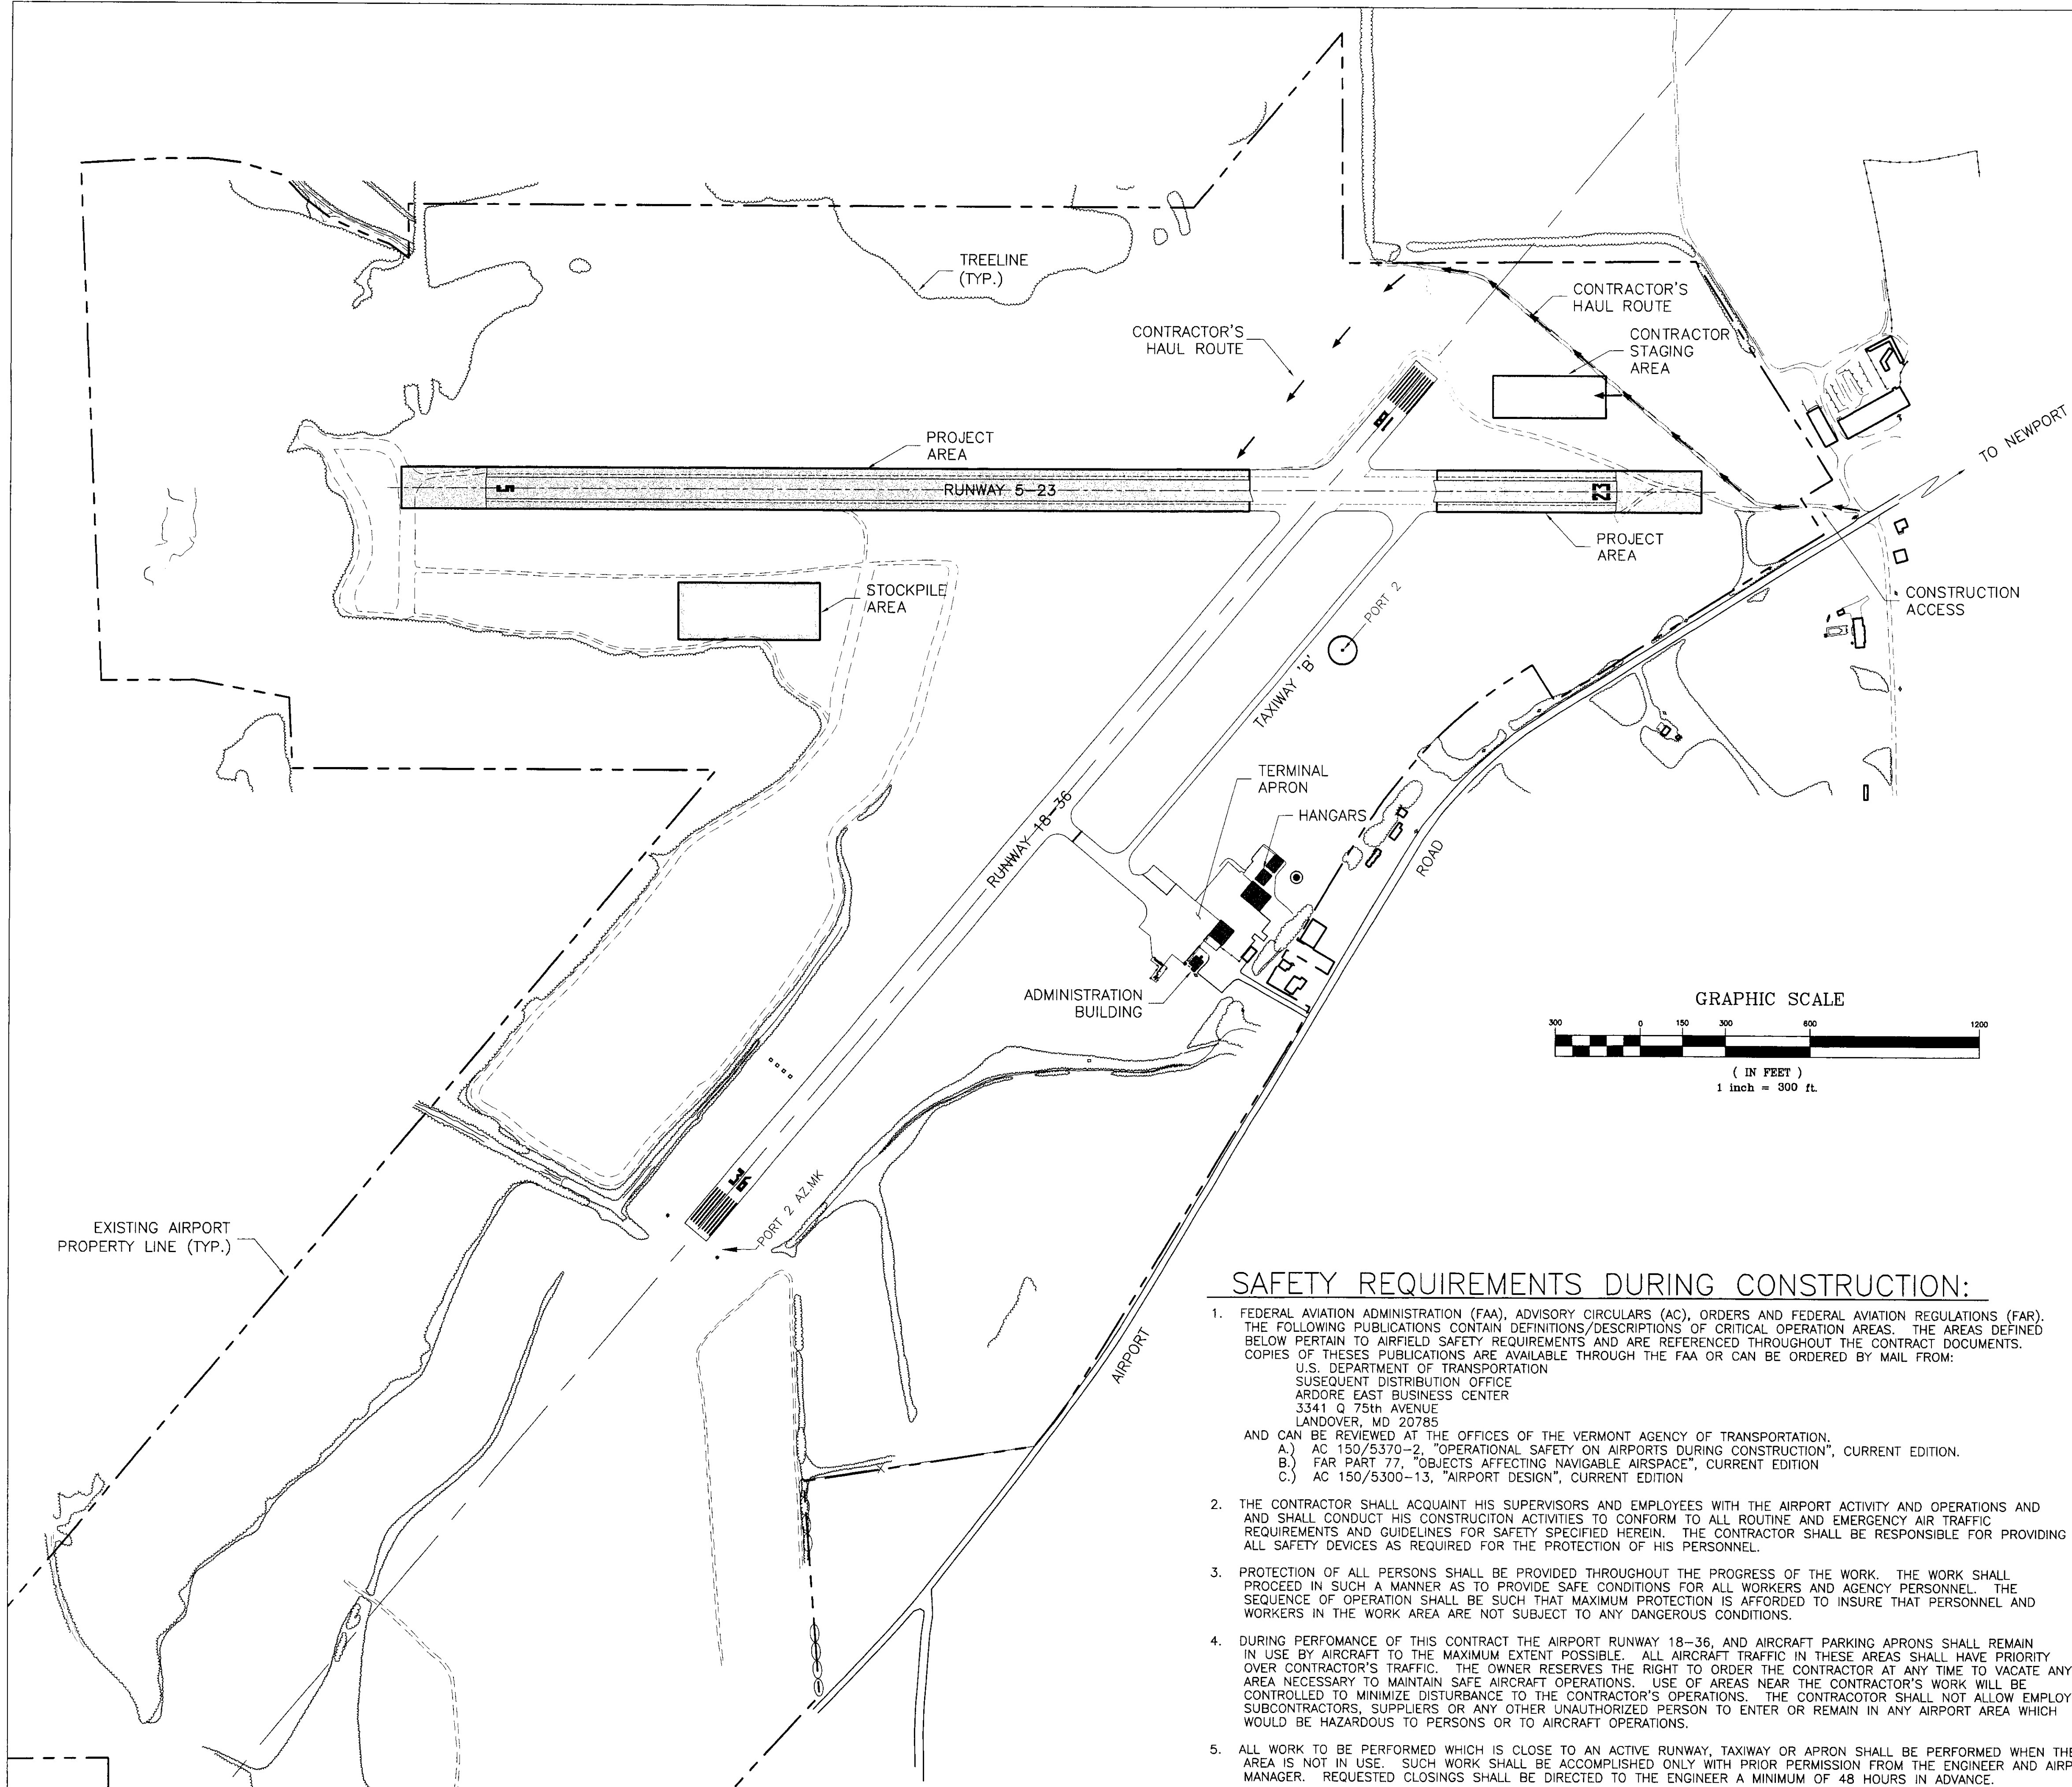 TREELINE
(TYP.)
CONTRACTOR'S
HAUL ROUTE
CONTRACTOR'S
HAUL ROUTE
CONTRACTOR
STAGING
AREA
TO NEWPORT
18
PROJECT
AREA
5
RUNWAY 5-23
23
PROJECT
AREA
CONSTRUCTION
ACCESS
STOCKPILE
AREA
PORT 2
TAXIWAY 'B'
TERMINAL
APRON
HANGARS
RUNWAY 18-36
ROAD
ADMINISTRATION
BUILDING
GRAPHIC SCALE
300 0 150 300 600 1200
( IN FEET )
1 inch = 300 ft.
36
PORT 2 AZ.MK
EXISTING AIRPORT
PROPERTY LINE (TYP.)
AIRPORT
SAFETY REQUIREMENTS DURING CONSTRUCTION:
1. FEDERAL AVIATION ADMINISTRATION (FAA), ADVISORY CIRCULARS (AC), ORDERS AND FEDERAL AVIATION REGULATIONS (FAR).
THE FOLLOWING PUBLICATIONS CONTAIN DEFINITIONS/DESCRIPTIONS OF CRITICAL OPERATION AREAS. THE AREAS DEFINED
BELOW PERTAIN TO AIRFIELD SAFETY REQUIREMENTS AND ARE REFERENCED THROUGHOUT THE CONTRACT DOCUMENTS.
COPIES OF THESES PUBLICATIONS ARE AVAILABLE THROUGH THE FAA OR CAN BE ORDERED BY MAIL FROM:
U.S. DEPARTMENT OF TRANSPORTATION
SUSEQUENT DISTRIBUTION OFFICE
ARDORE EAST BUSINESS CENTER
3341 Q 75th AVENUE
LANDOVER, MD 20785
AND CAN BE REVIEWED AT THE OFFICES OF THE VERMONT AGENCY OF TRANSPORTATION.
A.) AC 150/5370-2, "OPERATIONAL SAFETY ON AIRPORTS DURING CONSTRUCTION", CURRENT EDITION.
B.) FAR PART 77, "OBJECTS AFFECTING NAVIGABLE AIRSPACE", CURRENT EDITION
C.) AC 150/5300-13, "AIRPORT DESIGN", CURRENT EDITION
2. THE CONTRACTOR SHALL ACQUAINT HIS SUPERVISORS AND EMPLOYEES WITH THE AIRPORT ACTIVITY AND OPERATIONS AND
AND SHALL CONDUCT HIS CONSTRUCITON ACTIVITIES TO CONFORM TO ALL ROUTINE AND EMERGENCY AIR TRAFFIC
REQUIREMENTS AND GUIDELINES FOR SAFETY SPECIFIED HEREIN. THE CONTRACTOR SHALL BE RESPONSIBLE FOR PROVIDING
ALL SAFETY DEVICES AS REQUIRED FOR THE PROTECTION OF HIS PERSONNEL.
3. PROTECTION OF ALL PERSONS SHALL BE PROVIDED THROUGHOUT THE PROGRESS OF THE WORK. THE WORK SHALL
PROCEED IN SUCH A MANNER AS TO PROVIDE SAFE CONDITIONS FOR ALL WORKERS AND AGENCY PERSONNEL. THE
SEQUENCE OF OPERATION SHALL BE SUCH THAT MAXIMUM PROTECTION IS AFFORDED TO INSURE THAT PERSONNEL AND
WORKERS IN THE WORK AREA ARE NOT SUBJECT TO ANY DANGEROUS CONDITIONS.
4. DURING PERFOMANCE OF THIS CONTRACT THE AIRPORT RUNWAY 18-36, AND AIRCRAFT PARKING APRONS SHALL REMAIN
IN USE BY AIRCRAFT TO THE MAXIMUM EXTENT POSSIBLE. ALL AIRCRAFT TRAFFIC IN THESE AREAS SHALL HAVE PRIORITY
OVER CONTRACTOR'S TRAFFIC. THE OWNER RESERVES THE RIGHT TO ORDER THE CONTRACTOR AT ANY TIME TO VACATE ANY
AREA NECESSARY TO MAINTAIN SAFE AIRCRAFT OPERATIONS. USE OF AREAS NEAR THE CONTRACTOR'S WORK WILL BE
CONTROLLED TO MINIMIZE DISTURBANCE TO THE CONTRACTOR'S OPERATIONS. THE CONTRACOTOR SHALL NOT ALLOW EMPLOY
SUBCONTRACTORS, SUPPLIERS OR ANY OTHER UNAUTHORIZED PERSON TO ENTER OR REMAIN IN ANY AIRPORT AREA WHICH
WOULD BE HAZARDOUS TO PERSONS OR TO AIRCRAFT OPERATIONS.
5. ALL WORK TO BE PERFORMED WHICH IS CLOSE TO AN ACTIVE RUNWAY, TAXIWAY OR APRON SHALL BE PERFORMED WHEN THE
AREA IS NOT IN USE. SUCH WORK SHALL BE ACCOMPLISHED ONLY WITH PRIOR PERMISSION FROM THE ENGINEER AND
MANAGER. REQUESTED CLOSINGS SHALL BE DIRECTED TO THE ENGINEER A MINIMUM OF 48 HOURS IN ADVANCE.